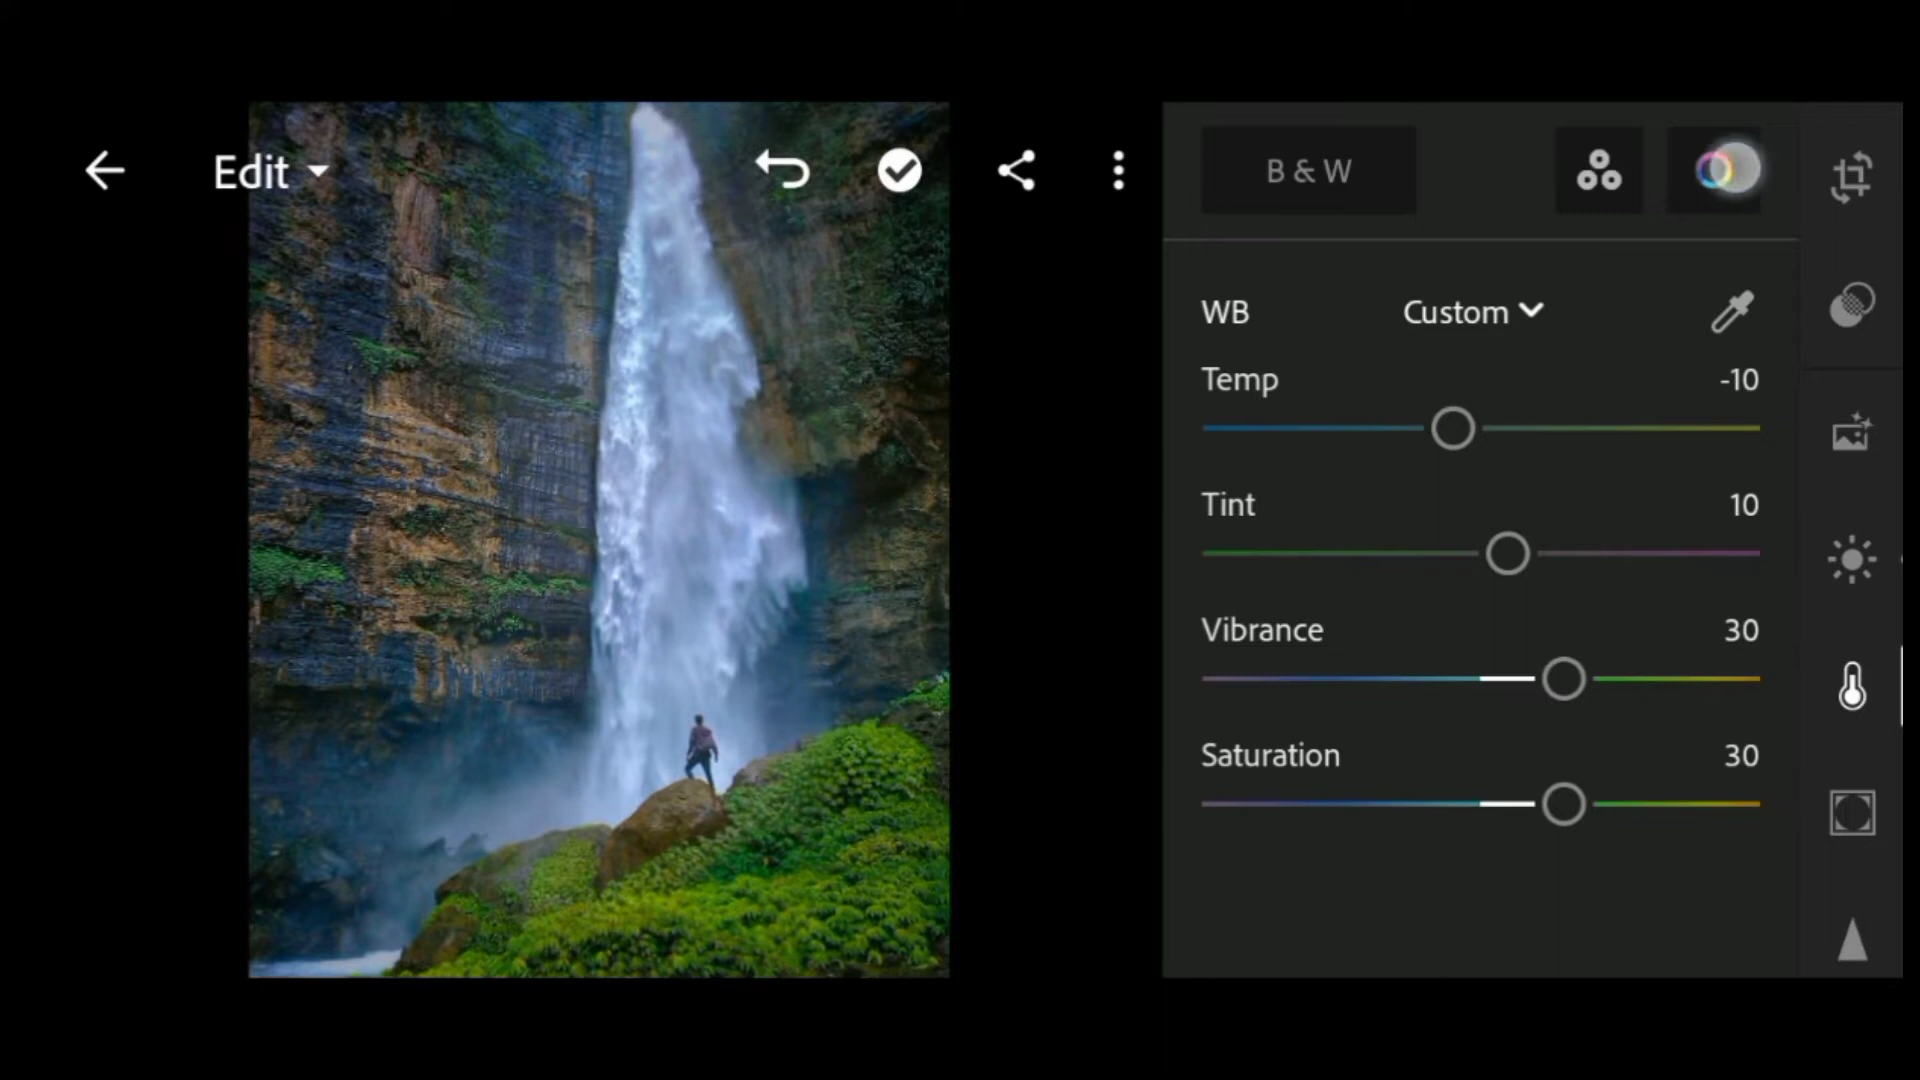 Edit
B & W
WB Custom
Temp -10
Tint 10
Vibrance 30
Saturation 30